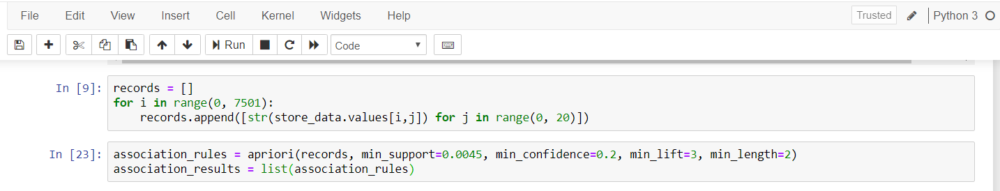 File Edit View Insert Cell Kernel Widgets Help Trusted Python 3
Run Code
In [9]: records = []
for i in range(0, 7501):
    records.append([str(store_data.values[i,j]) for j in range(0, 20)])
In [23]: association_rules = apriori(records, min_support=0.0045, min_confidence=0.2, min_lift=3, min_length=2)
association_results = list(association_rules)